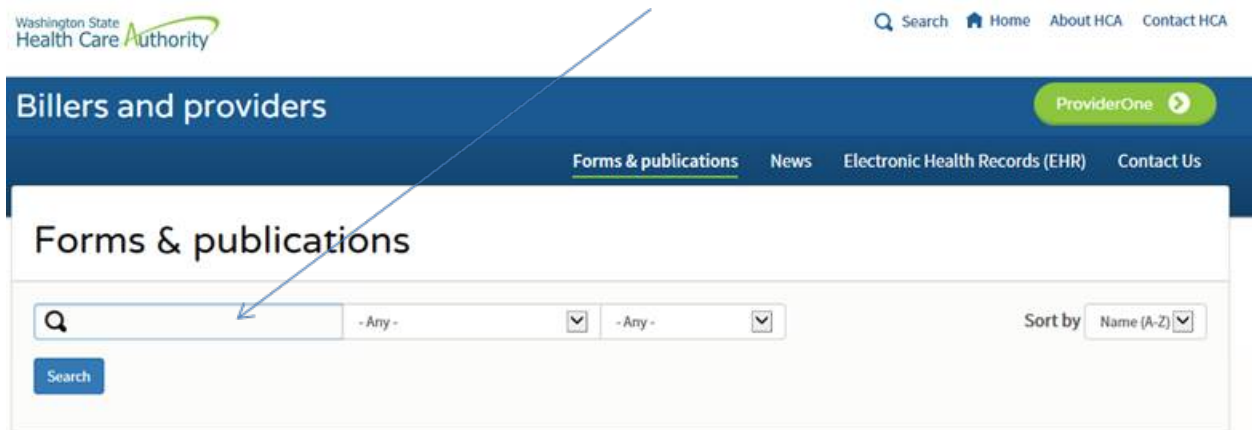 Washington State
Health Care Authority
Search Home About HCA Contact HCA
Billers and providers
ProviderOne
Forms & publications News Electronic Health Records (EHR) Contact Us
Forms & publications
- Any - - Any - Sort by Name (A-Z)
Search